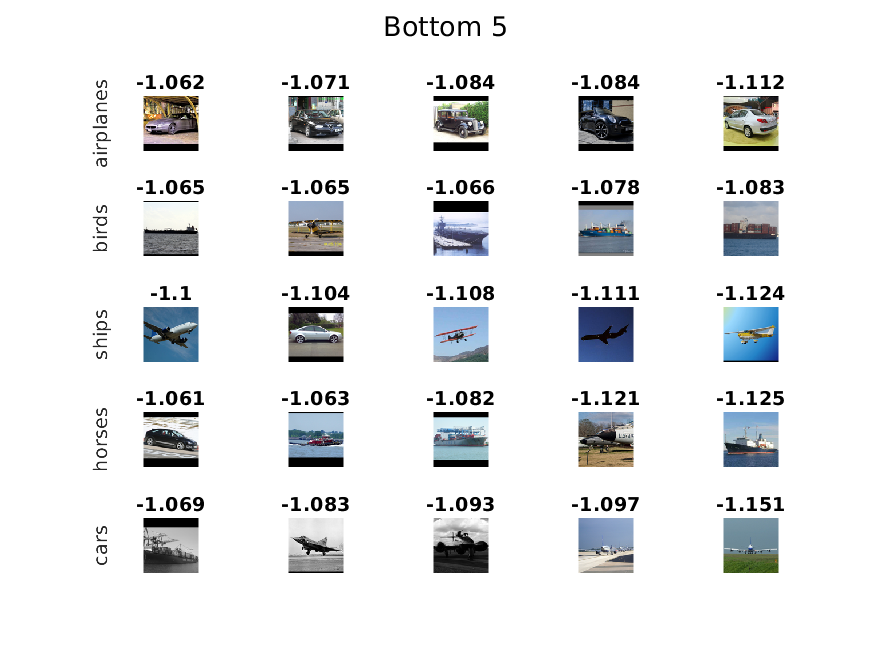 Bottom 5
airplanes
-1.062 -1.071 -1.084 -1.084 -1.112
birds
-1.065 -1.065 -1.066 -1.078 -1.083
ships
-1.1 -1.104 -1.108 -1.111 -1.124
horses
-1.061 -1.063 -1.082 -1.121 -1.125
cars
-1.069 -1.083 -1.093 -1.097 -1.151